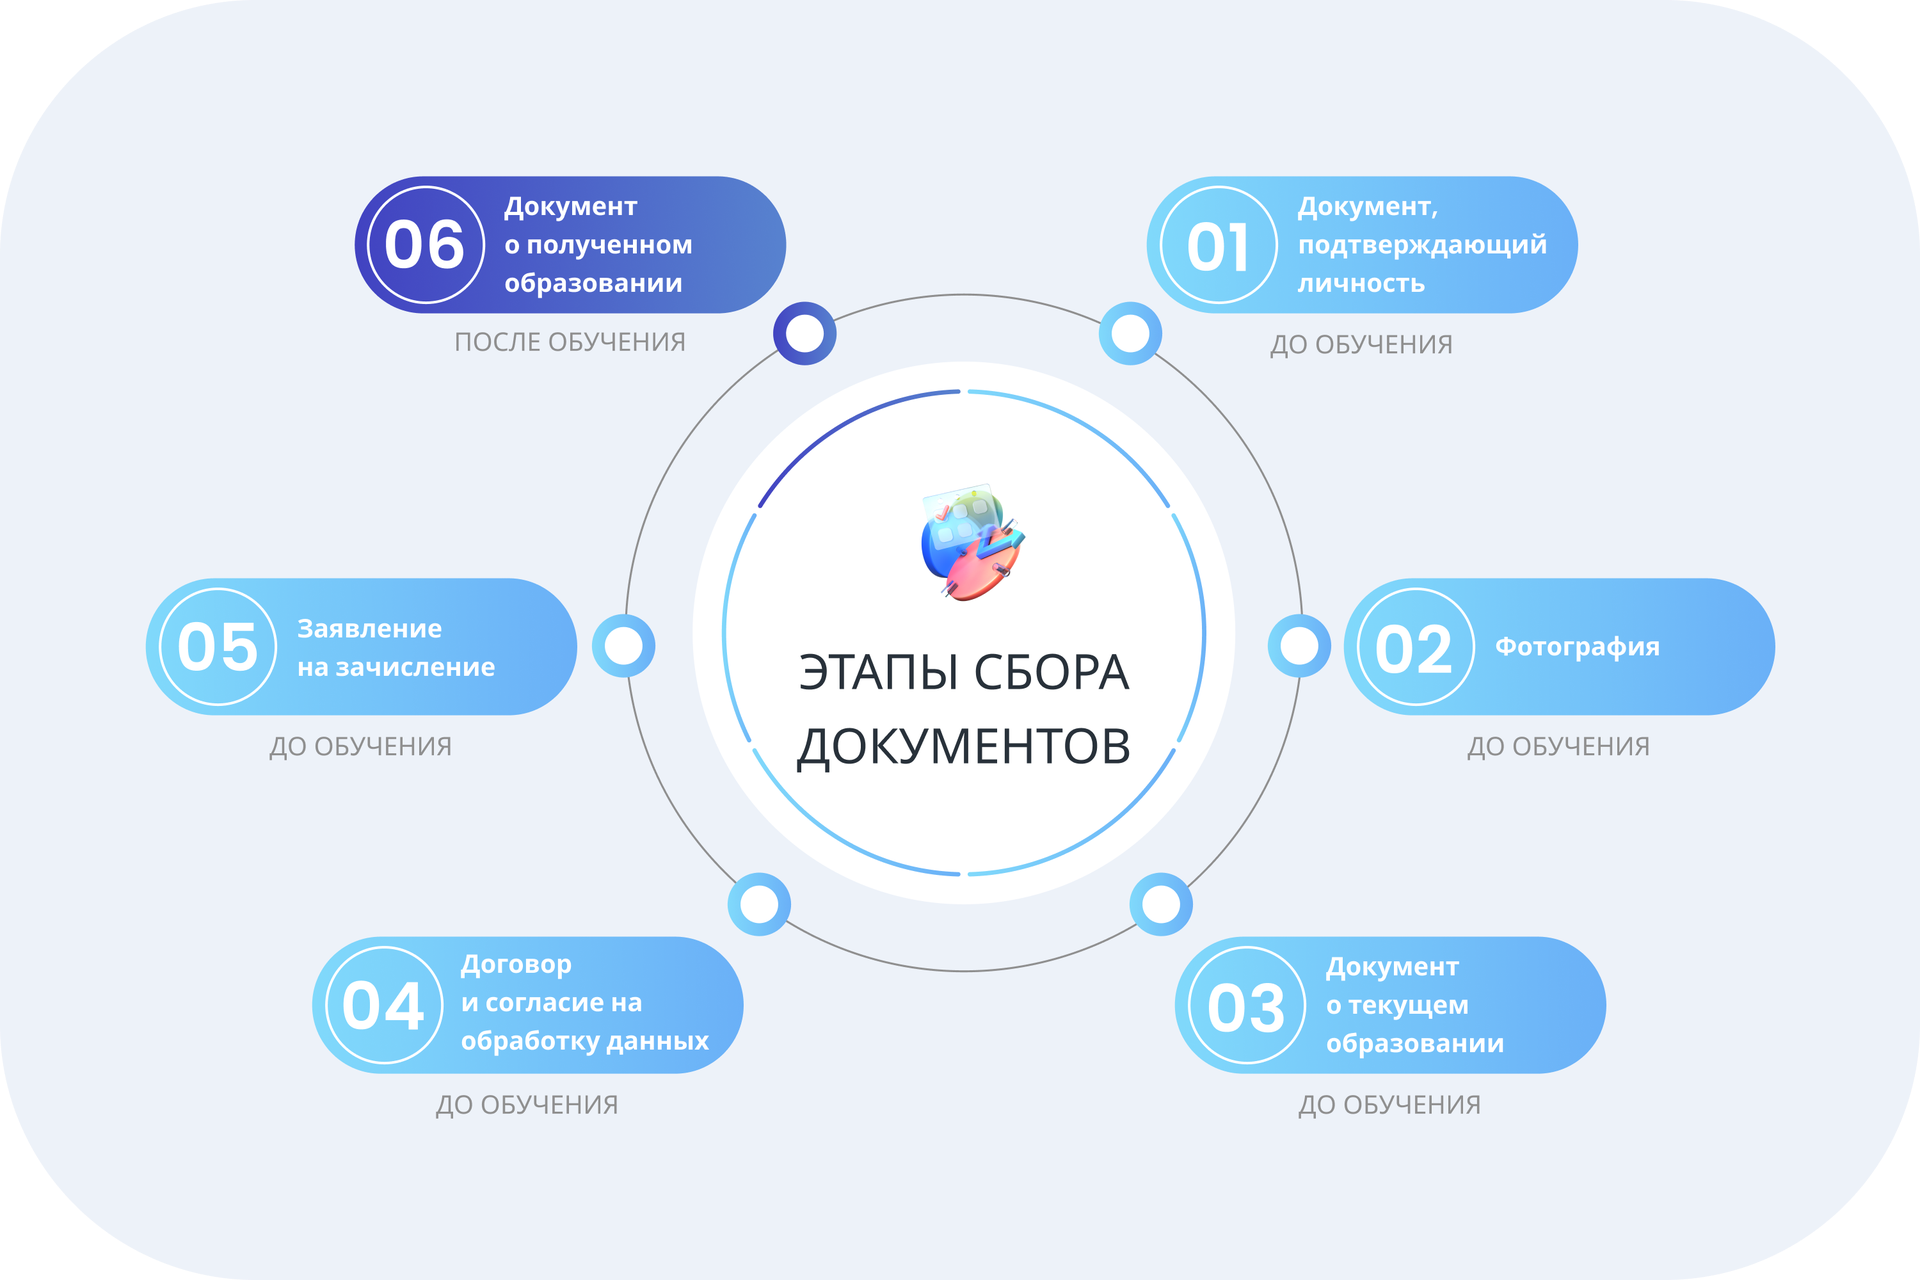 ЭТАПЫ СБОРА
ДОКУМЕНТОВ
01
Документ,
подтверждающий
личность
ДО ОБУЧЕНИЯ
02
Фотография
ДО ОБУЧЕНИЯ
03
Документ
о текущем
образовании
ДО ОБУЧЕНИЯ
04
Договор
и согласие на
обработку данных
ДО ОБУЧЕНИЯ
05
Заявление
на зачисление
ДО ОБУЧЕНИЯ
06
Документ
о полученном
образовании
ПОСЛЕ ОБУЧЕНИЯ